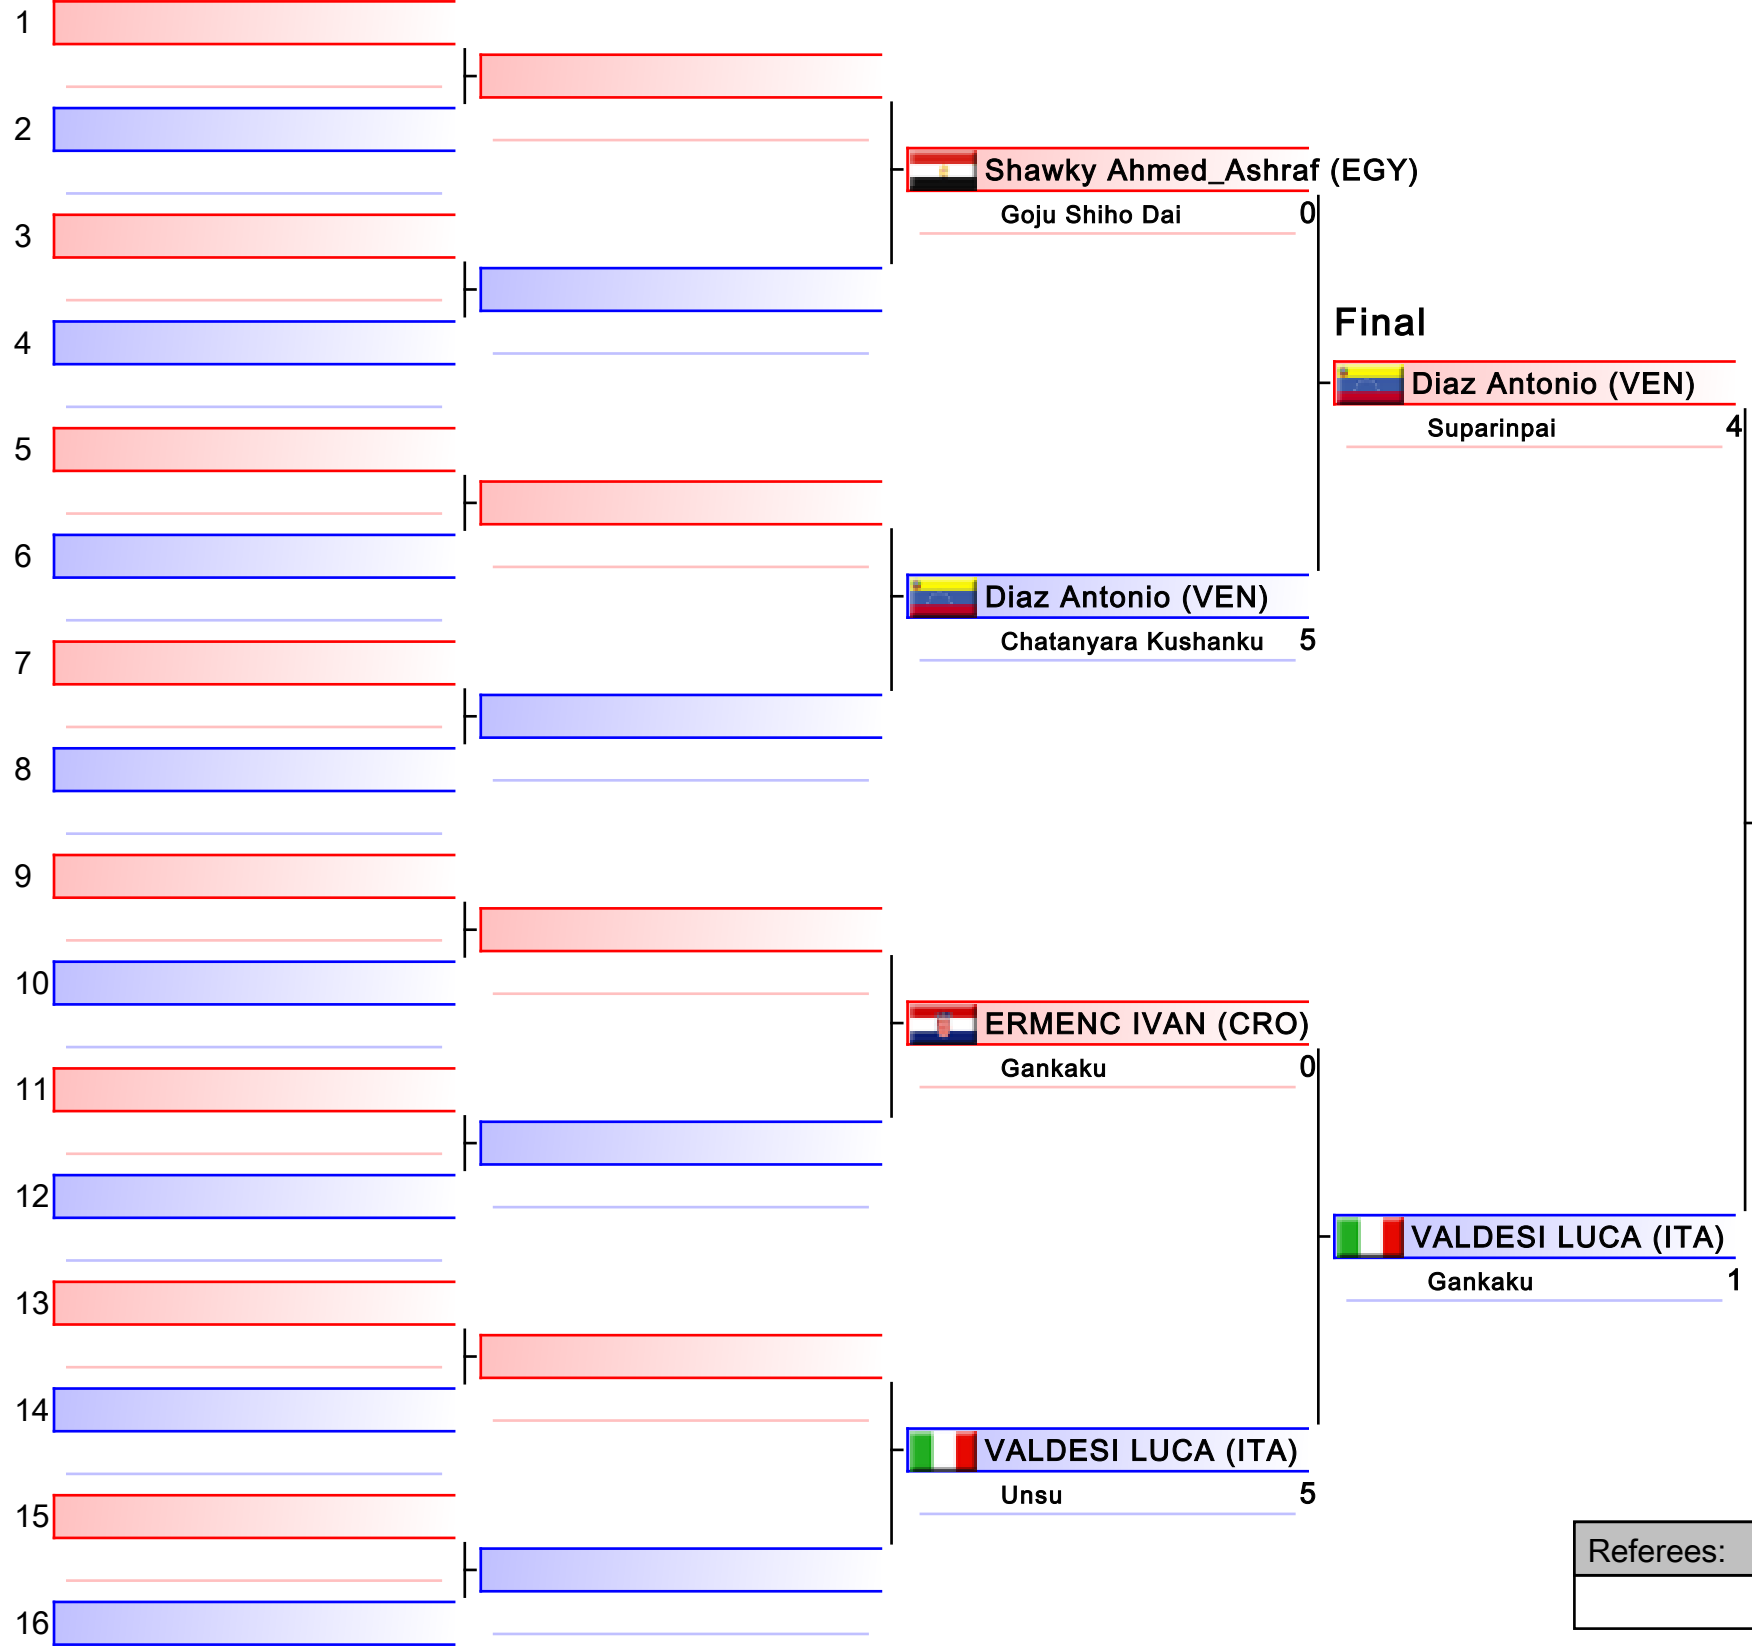 1
2
Shawky Ahmed_Ashraf (EGY)
Goju Shiho Dai 0
3
Final
4
Diaz Antonio (VEN)
Suparinpai 4
5
6
Diaz Antonio (VEN)
Chatanyara Kushanku 5
7
8
9
10
ERMENC IVAN (CRO)
Gankaku 0
11
12
VALDESI LUCA (ITA)
Gankaku 1
13
14
VALDESI LUCA (ITA)
Unsu 5
15
Referees:
16